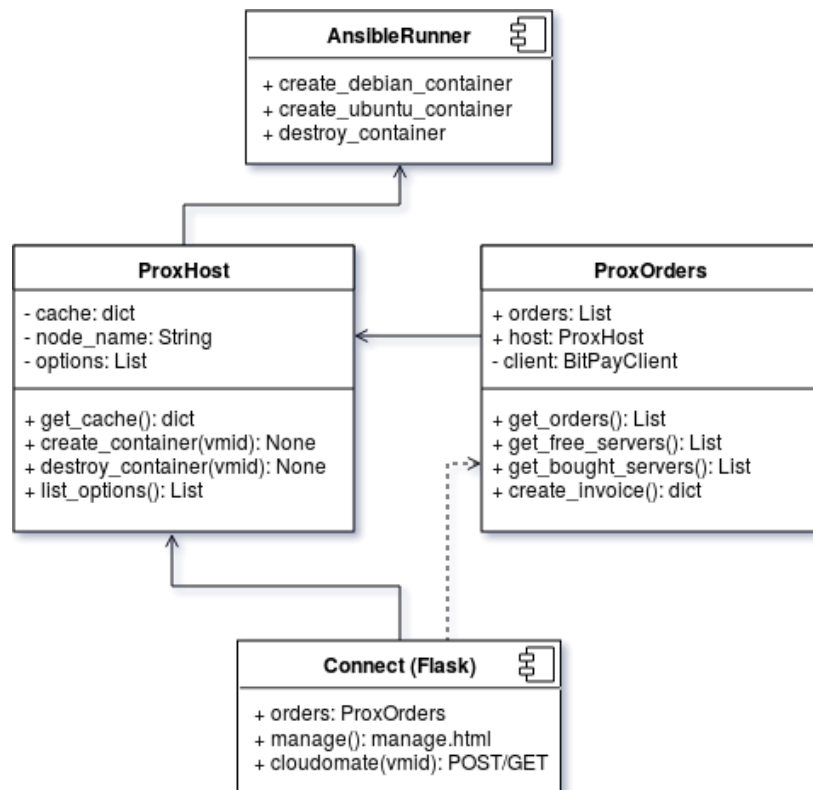 AnsibleRunner
+ create_debian_container
+ create_ubuntu_container
+ destroy_container
ProxHost
- cache: dict
- node_name: String
- options: List
+ get_cache(): dict
+ create_container(vmid): None
+ destroy_container(vmid): None
+ list_options(): List
ProxOrders
+ orders: List
+ host: ProxHost
- client: BitPayClient
+ get_orders(): List
+ get_free_servers(): List
+ get_bought_servers(): List
+ create_invoice(): dict
Connect (Flask)
+ orders: ProxOrders
+ manage(): manage.html
+ cloudomate(vmid): POST/GET